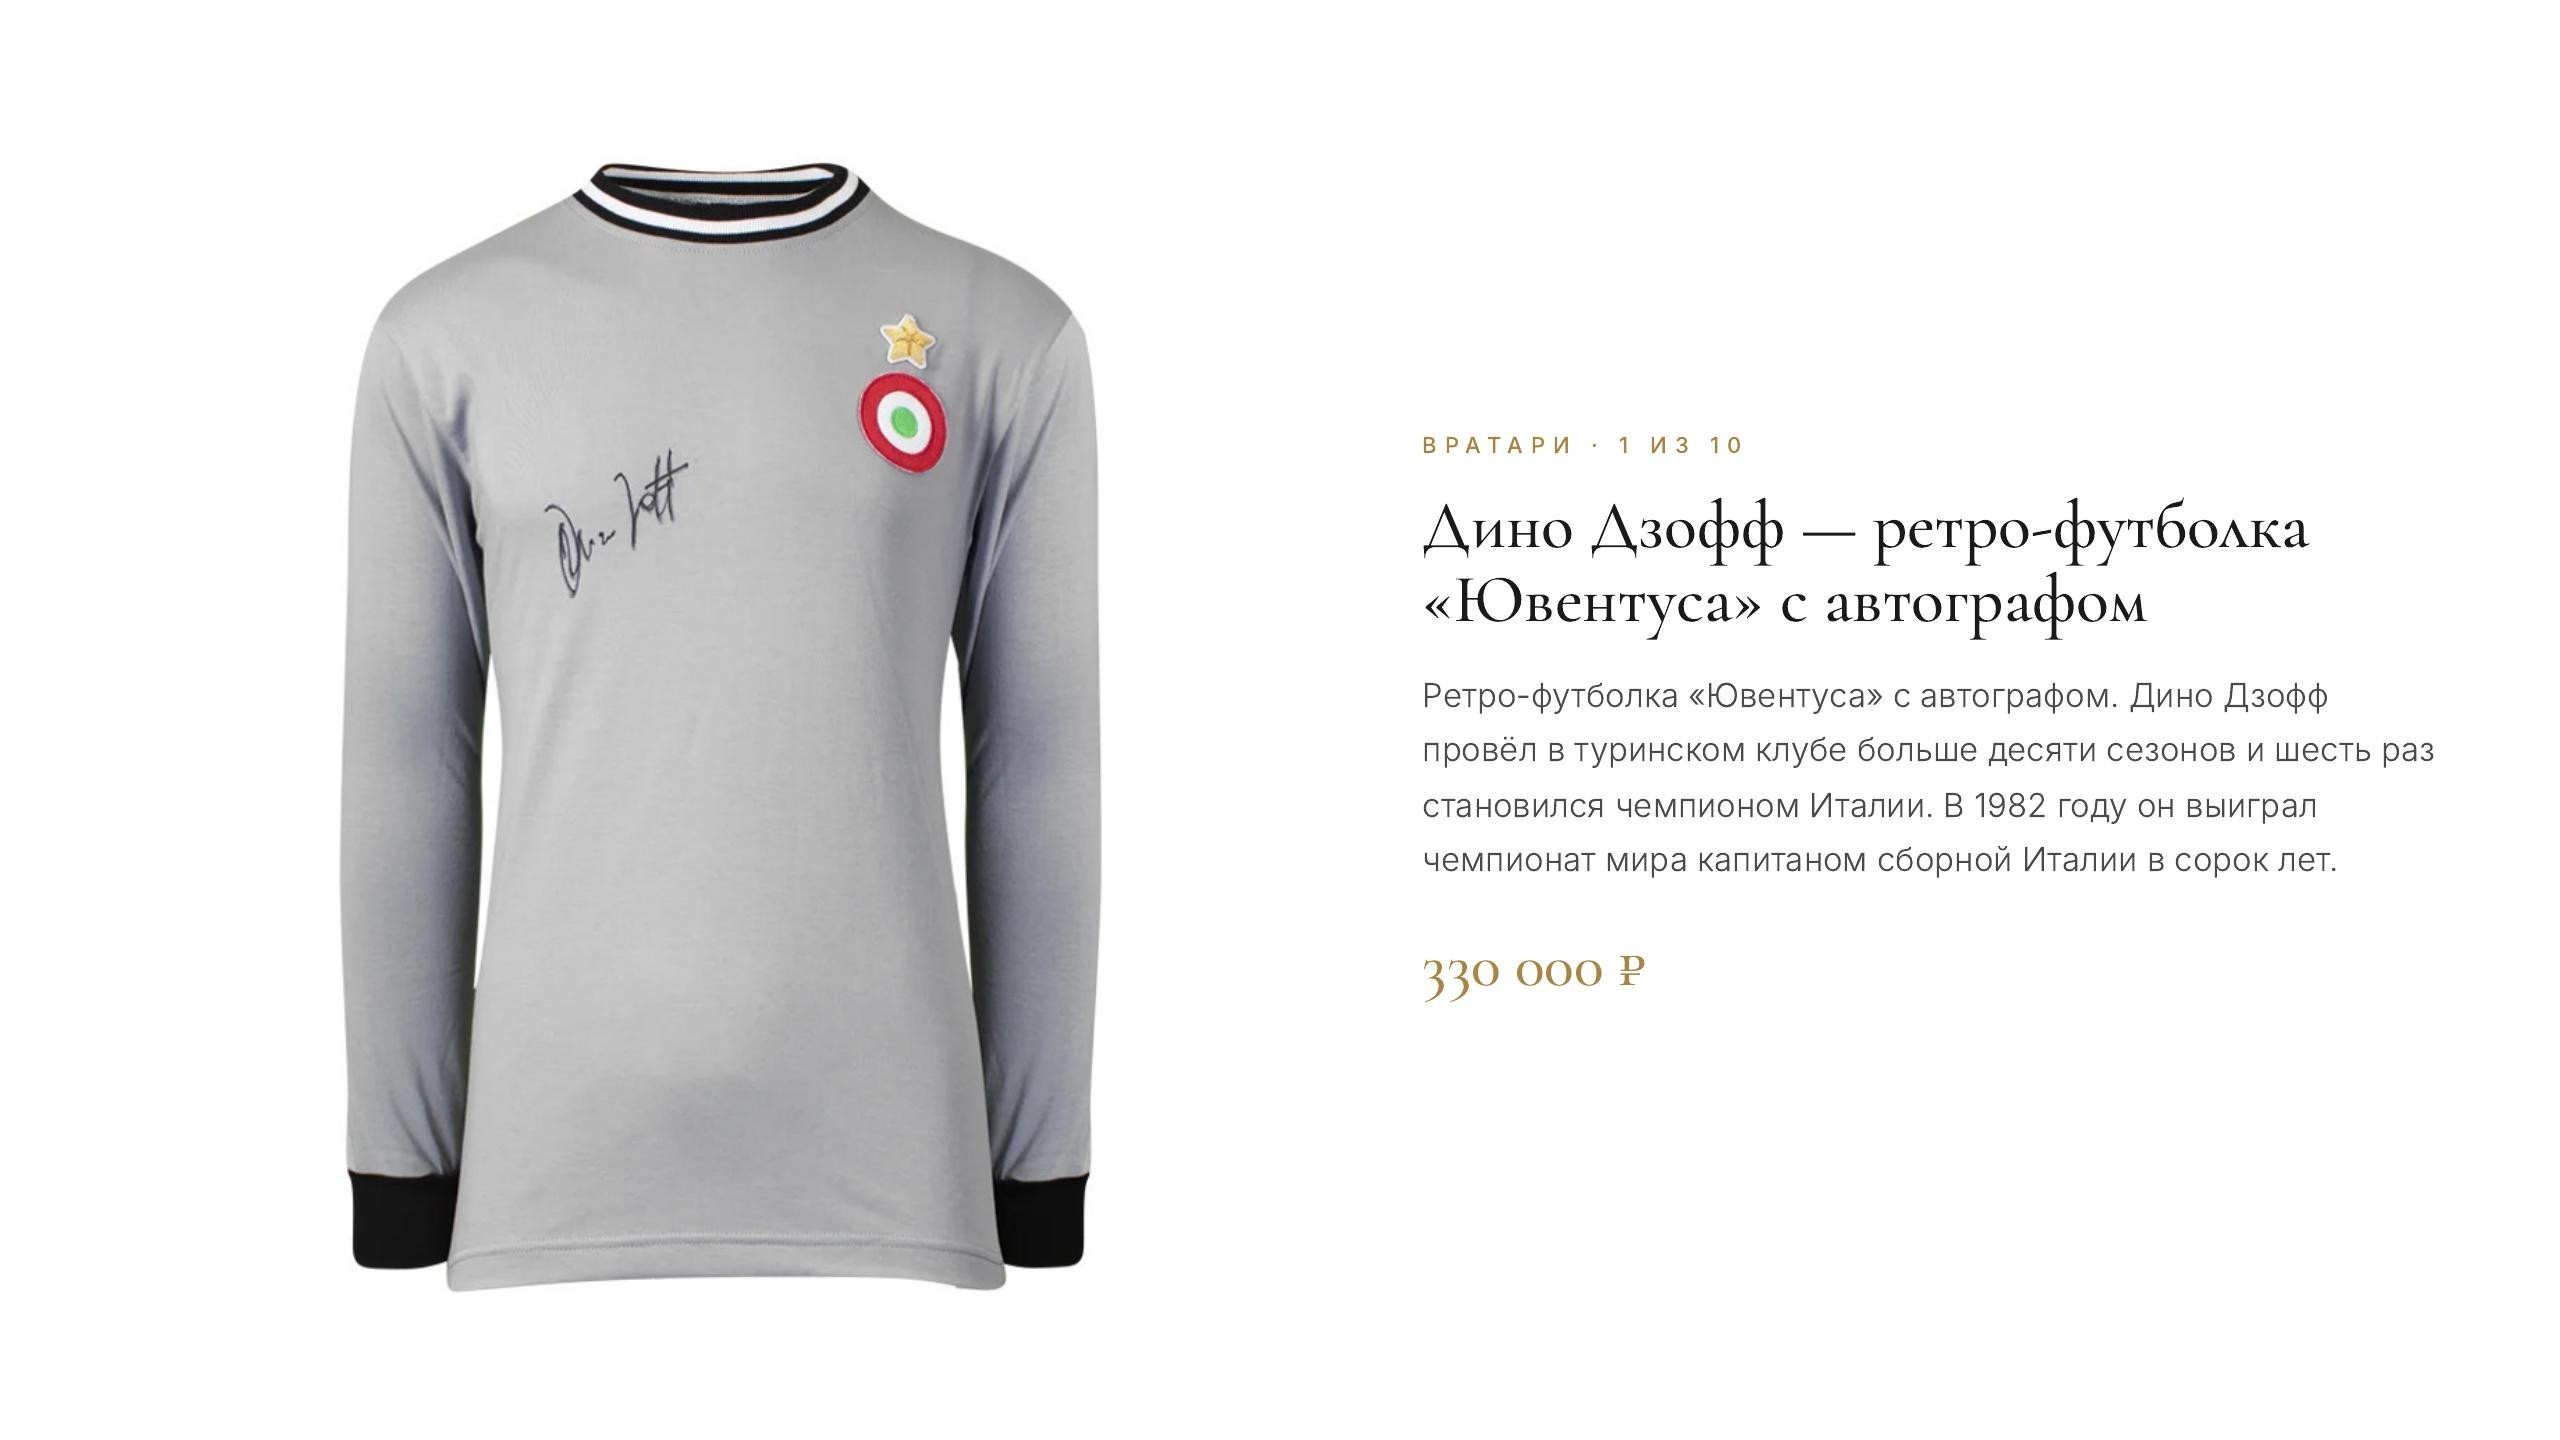 ВРАТАРИ · 1 ИЗ 10
Дино Дзофф — ретро-футболка
«Ювентуса» с автографом
Ретро-футболка «Ювентуса» с автографом. Дино Дзофф
провёл в туринском клубе больше десяти сезонов и шесть раз
становился чемпионом Италии. В 1982 году он выиграл
чемпионат мира капитаном сборной Италии в сорок лет.
330 000 ₽